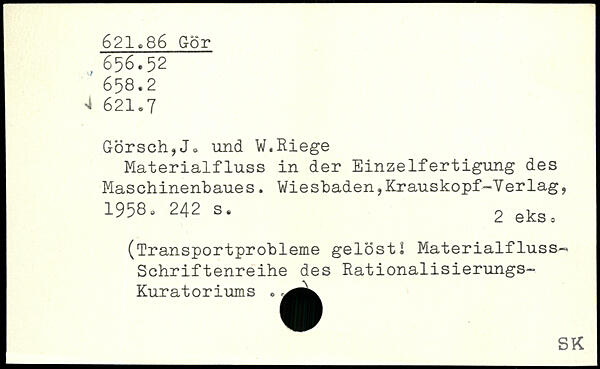 621.86 Gör
656.52
658.2
621.7
Görsch,J. und W.Riege
Materialfluss in der Einzelfertigung des
Maschinenbaues. Wiesbaden,Krauskopf-Verlag,
1958. 242 s.
2 eks.
(Transportprobleme gelöst! Materialfluss-
Schriftenreihe des Rationalisierungs-
Kuratoriums ...)
SK